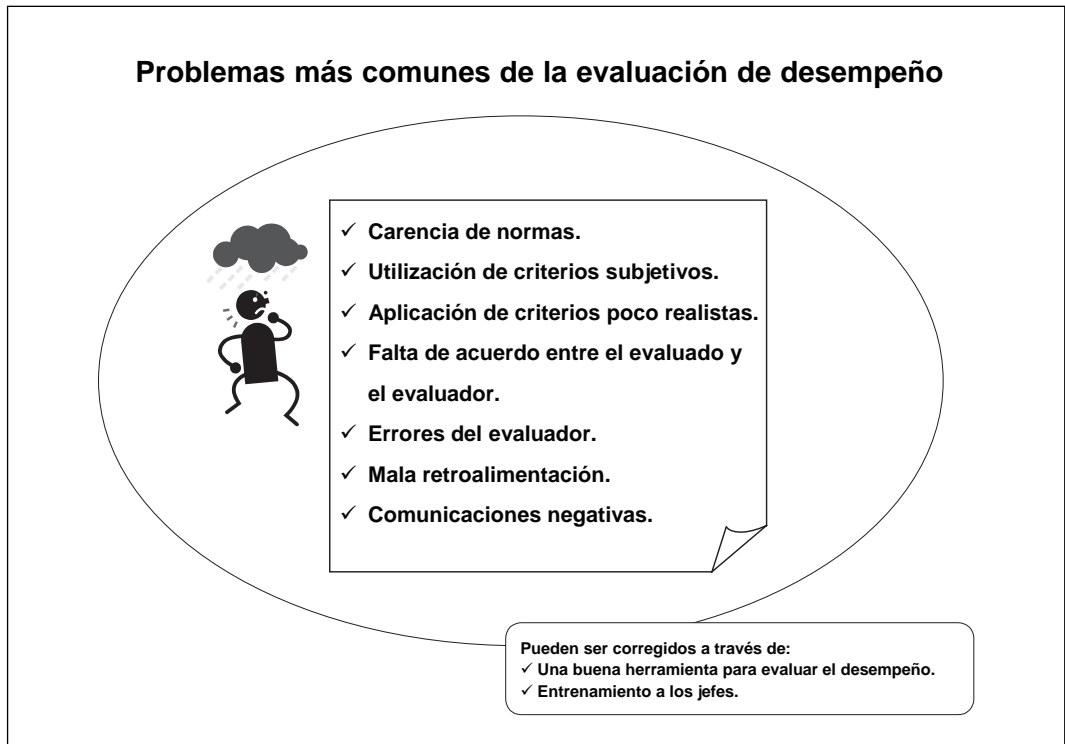 Problemas más comunes de la evaluación de desempeño
✓ Carencia de normas.
✓ Utilización de criterios subjetivos.
✓ Aplicación de criterios poco realistas.
✓ Falta de acuerdo entre el evaluado y
el evaluador.
✓ Errores del evaluador.
✓ Mala retroalimentación.
✓ Comunicaciones negativas.
Pueden ser corregidos a través de:
✓ Una buena herramienta para evaluar el desempeño.
✓ Entrenamiento a los jefes.